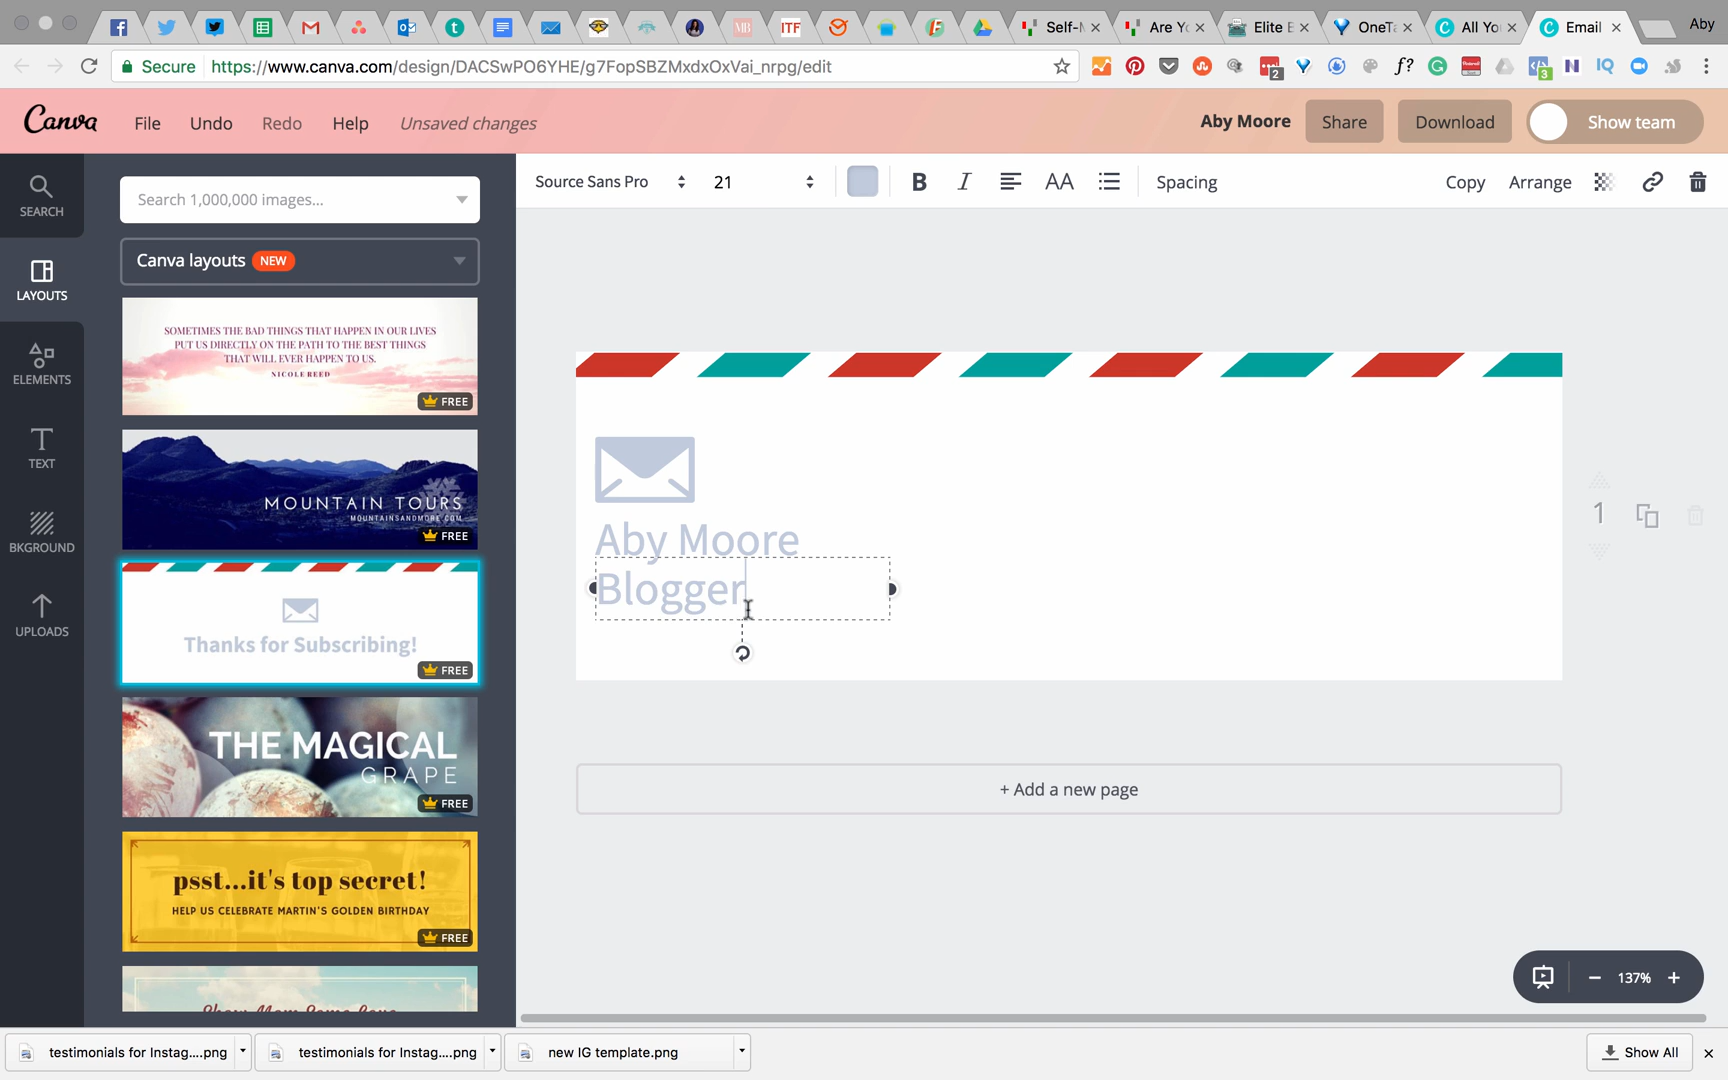 Self-M
Are Yo
Elite B
OneTa
All Yo
Email
Aby
Secure
https://www.canva.com/design/DACSwPO6YHE/g7FopSBZMxdxOxVai_nrpg/edit
Canva
File
Undo
Redo
Help
Unsaved changes
Aby Moore
Share
Download
Show team
SEARCH
LAYOUTS
ELEMENTS
TEXT
BKGROUND
UPLOADS
Search 1,000,000 images...
Canva layouts NEW
SOMETIMES THE BAD THINGS THAT HAPPEN IN OUR LIVES
PUT US DIRECTLY ON THE PATH TO THE BEST THINGS
THAT WILL EVER HAPPEN TO US.
NICOLE REED
FREE
MOUNTAIN TOURS
MOUNTAINSANDMORE.COM
FREE
Thanks for Subscribing!
FREE
THE MAGICAL
GRAPE
FREE
psst...it's top secret!
HELP US CELEBRATE MARTIN'S GOLDEN BIRTHDAY
FREE
Show Mom Some Love
Source Sans Pro
21
B
I
AA
Spacing
Copy
Arrange
Aby Moore
Blogger
1
+ Add a new page
137%
testimonials for Instag....png
testimonials for Instag....png
new IG template.png
Show All